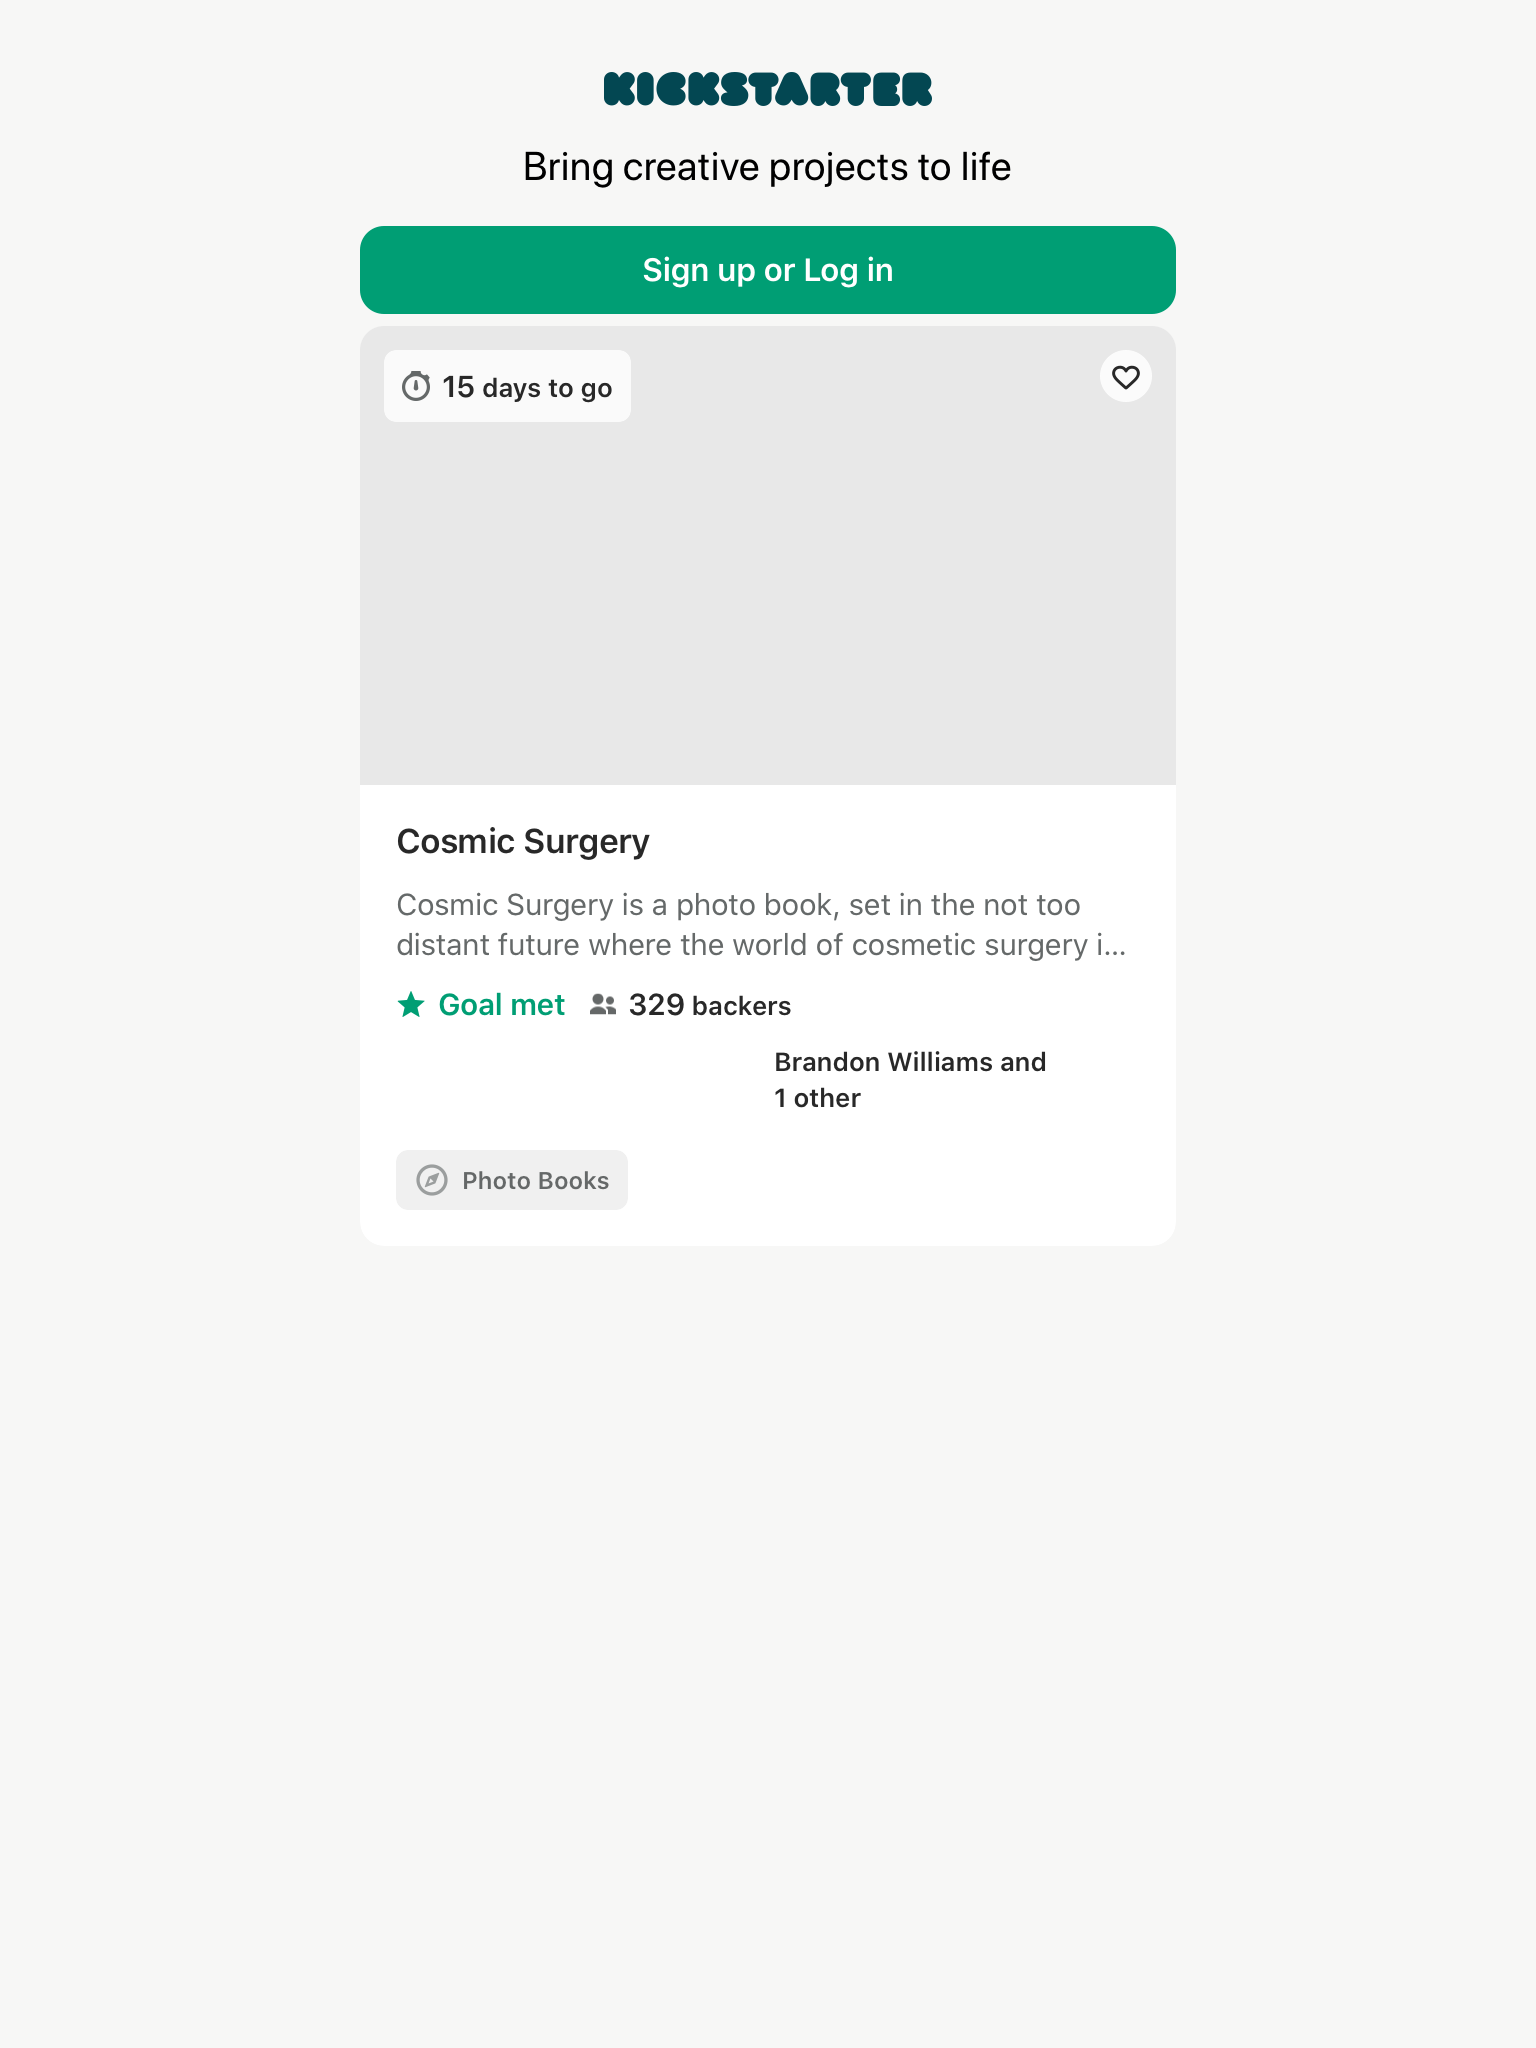 KICKSTARTER
Bring creative projects to life
Sign up or Log in
15 days to go
Cosmic Surgery
Cosmic Surgery is a photo book, set in the not too
distant future where the world of cosmetic surgery i...
Goal met 329 backers
Brandon Williams and
1 other
Photo Books